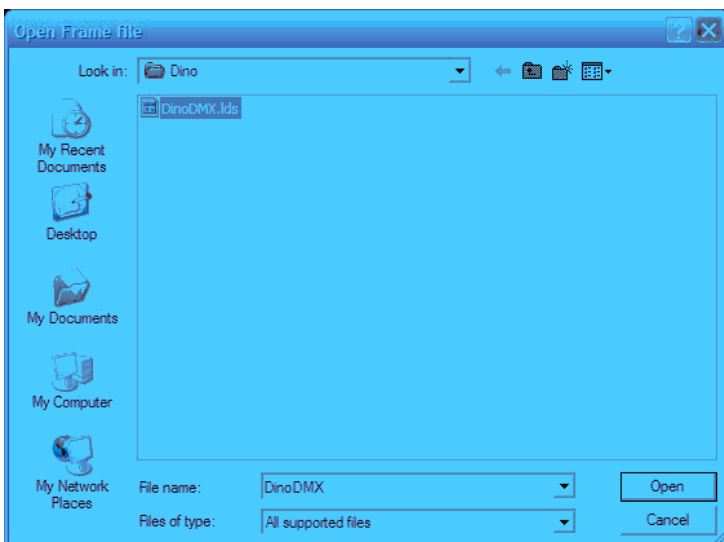 Open Frame file
Look in:
Dino
DinoDMX.lds
My Recent
Documents
Desktop
My Documents
My Computer
My Network
Places
File name:
DinoDMX
Open
Files of type:
All supported files
Cancel